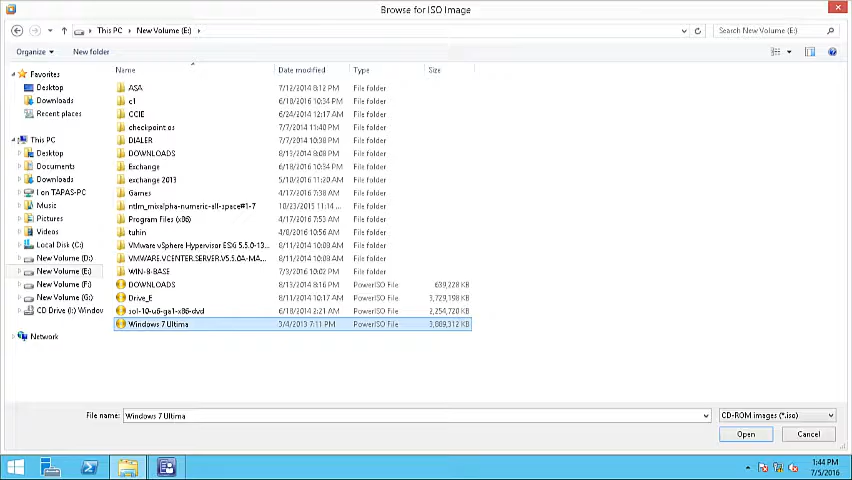 Browse for ISO Image
This PC New Volume (E:)
Search New Volume (E:)
Organize New folder
Name Date modified Type Size
Favorites
Desktop
Downloads
Recent places
This PC
Desktop
Documents
Downloads
I on TAPAS-PC
Music
Pictures
Videos
Local Disk (C:)
New Volume (D:)
New Volume (E:)
New Volume (F:)
New Volume (G:)
CD Drive (I:) Window
Network
ASA 7/12/2014 8:12 PM File folder
c1 6/18/2016 10:34 PM File folder
CCIE 6/24/2014 12:17 AM File folder
checkpoint os 7/7/2014 11:40 PM File folder
DIALER 7/7/2014 10:38 PM File folder
DOWNLOADS 8/13/2014 8:08 PM File folder
Exchange 6/18/2016 10:34 PM File folder
exchange 2013 5/10/2016 11:20 AM File folder
Games 4/17/2016 7:38 AM File folder
ntlm_mixalpha-numeric-all-space#1-7 10/23/2015 11:14 ... File folder
Program Files (x86) 4/17/2016 7:53 AM File folder
tuhin 4/8/2016 10:56 AM File folder
VMware vSphere Hypervisor ESXi 5.5.0-13... 8/11/2014 10:08 AM File folder
VMWARE.VCENTER.SERVER.V5.5.0A-MA... 8/11/2014 10:08 AM File folder
WIN-8-BASE 7/3/2016 10:02 PM File folder
DOWNLOADS 8/13/2014 8:16 PM PowerISO File 639,228 KB
Drive_E 8/11/2014 10:17 AM PowerISO File 3,729,198 KB
sol-10-u6-ga1-x86-dvd 6/18/2014 2:21 AM PowerISO File 2,254,720 KB
Windows 7 Ultima 3/4/2013 7:11 PM PowerISO File 3,889,312 KB
File name: Windows 7 Ultima CD-ROM images (*.iso)
Open Cancel
1:44 PM
7/5/2016